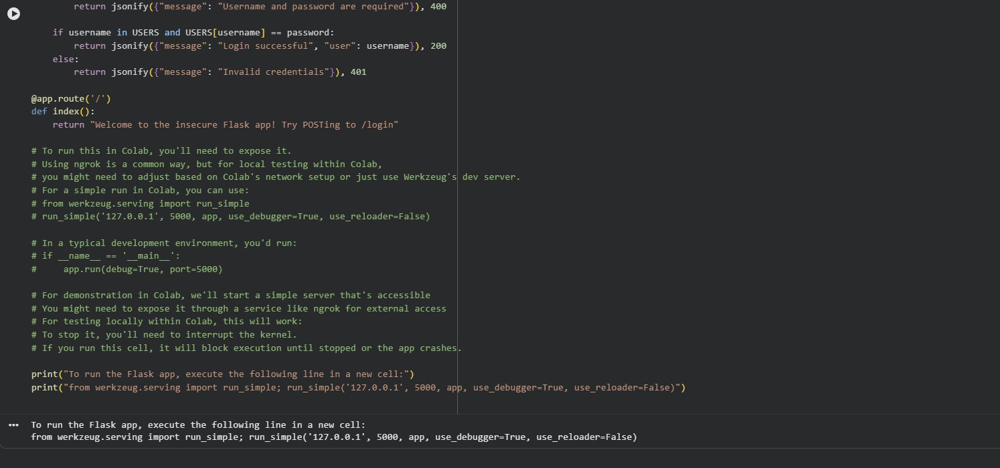 return jsonify({"message": "Username and password are required"}), 400

    if username in USERS and USERS[username] == password:
        return jsonify({"message": "Login successful", "user": username}), 200
    else:
        return jsonify({"message": "Invalid credentials"}), 401

@app.route('/')
def index():
    return "Welcome to the insecure Flask app! Try POSTing to /login"

# To run this in Colab, you'll need to expose it.
# Using ngrok is a common way, but for local testing within Colab,
# you might need to adjust based on Colab's network setup or just use Werkzeug's dev server.
# For a simple run in Colab, you can use:
# from werkzeug.serving import run_simple
# run_simple('127.0.0.1', 5000, app, use_debugger=True, use_reloader=False)

# In a typical development environment, you'd run:
# if __name__ == '__main__':
#     app.run(debug=True, port=5000)

# For demonstration in Colab, we'll start a simple server that's accessible
# You might need to expose it through a service like ngrok for external access
# For testing locally within Colab, this will work:
# To stop it, you'll need to interrupt the kernel.
# If you run this cell, it will block execution until stopped or the app crashes.

print("To run the Flask app, execute the following line in a new cell:")
print("from werkzeug.serving import run_simple; run_simple('127.0.0.1', 5000, app, use_debugger=True, use_reloader=False)")

To run the Flask app, execute the following line in a new cell:
from werkzeug.serving import run_simple; run_simple('127.0.0.1', 5000, app, use_debugger=True, use_reloader=False)